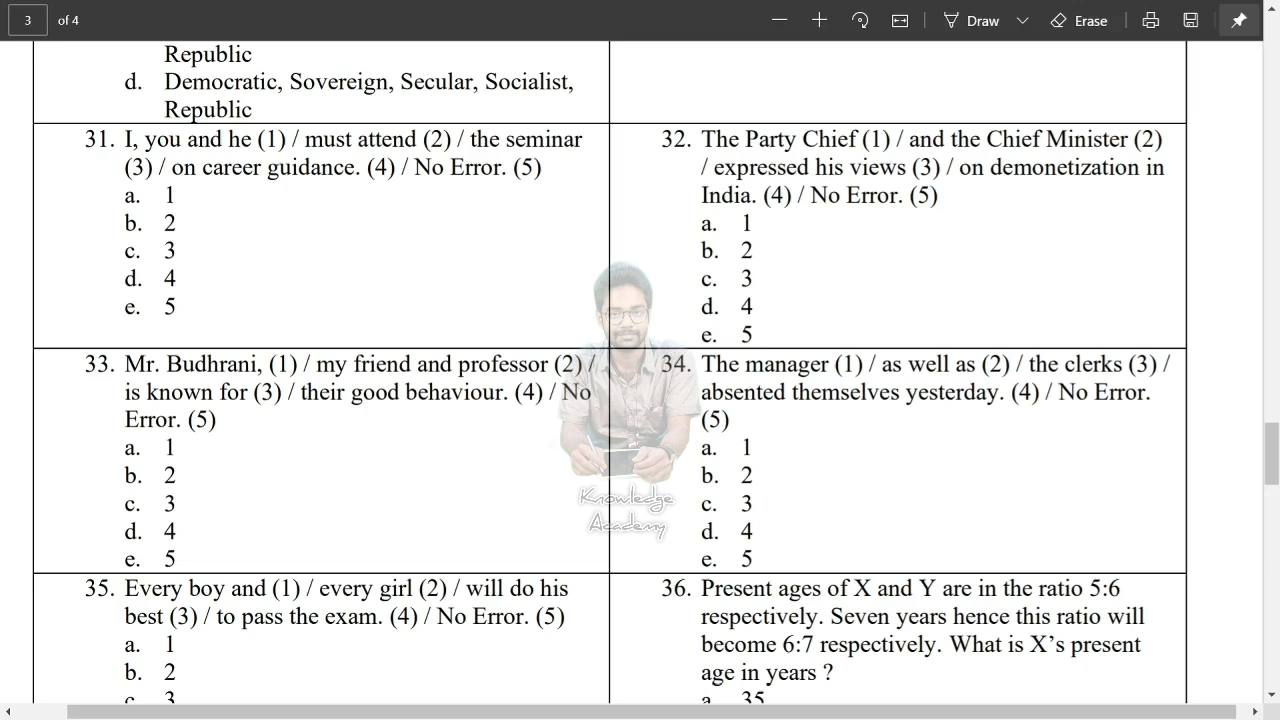 3 of 4
Draw
Erase
Republic
d. Democratic, Sovereign, Secular, Socialist,
Republic
31. I, you and he (1) / must attend (2) / the seminar
(3) / on career guidance. (4) / No Error. (5)
a. 1
b. 2
c. 3
d. 4
e. 5
32. The Party Chief (1) / and the Chief Minister (2)
/ expressed his views (3) / on demonetization in
India. (4) / No Error. (5)
a. 1
b. 2
c. 3
d. 4
e. 5
33. Mr. Budhrani, (1) / my friend and professor (2) /
is known for (3) / their good behaviour. (4) / No
Error. (5)
a. 1
b. 2
c. 3
d. 4
e. 5
34. The manager (1) / as well as (2) / the clerks (3) /
absented themselves yesterday. (4) / No Error.
(5)
a. 1
b. 2
c. 3
d. 4
e. 5
Knowledge
Academy
35. Every boy and (1) / every girl (2) / will do his
best (3) / to pass the exam. (4) / No Error. (5)
a. 1
b. 2
c. 3
36. Present ages of X and Y are in the ratio 5:6
respectively. Seven years hence this ratio will
become 6:7 respectively. What is X’s present
age in years ?
a. 35